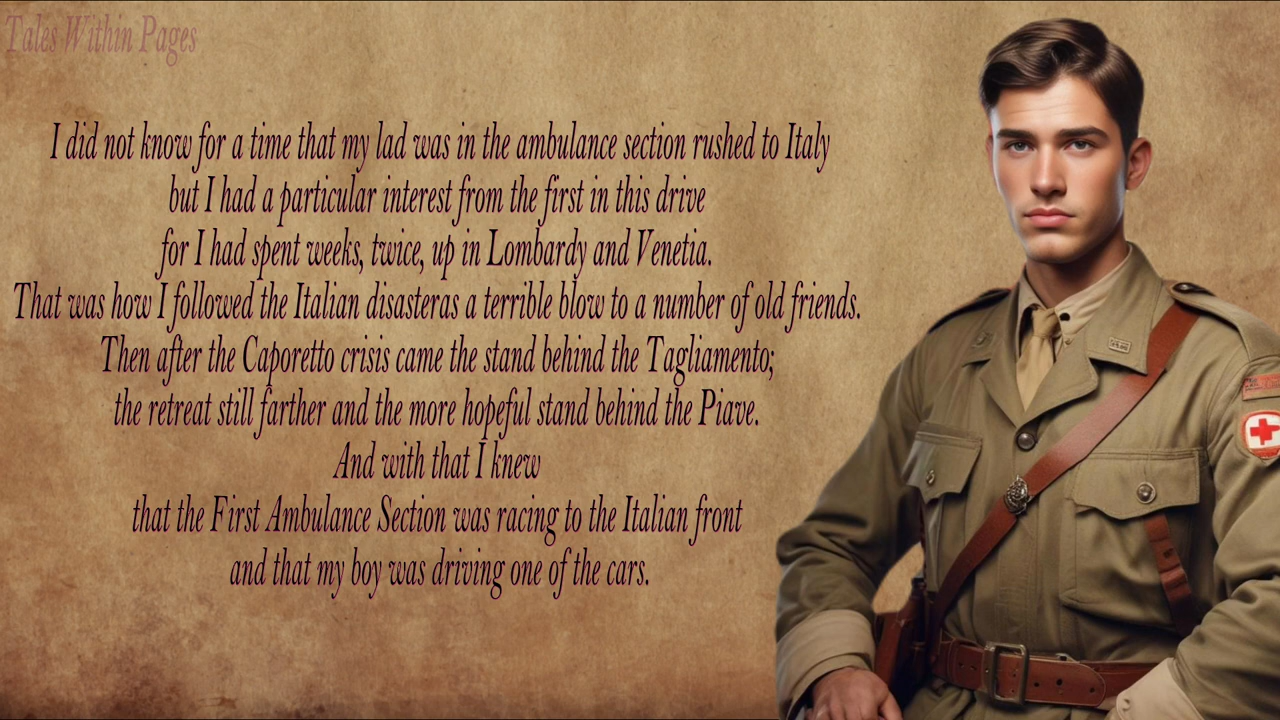 Tales Within Pages
I did not know for a time that my lad was in the ambulance section rushed to Italy
but I had a particular interest from the first in this drive
for I had spent weeks, twice, up in Lombardy and Venetia.
That was how I followed the Italian disasteras a terrible blow to a number of old friends.
Then after the Caporetto crisis came the stand behind the Tagliamento;
the retreat still farther and the more hopeful stand behind the Piave.
And with that I knew
that the First Ambulance Section was racing to the Italian front
and that my boy was driving one of the cars.